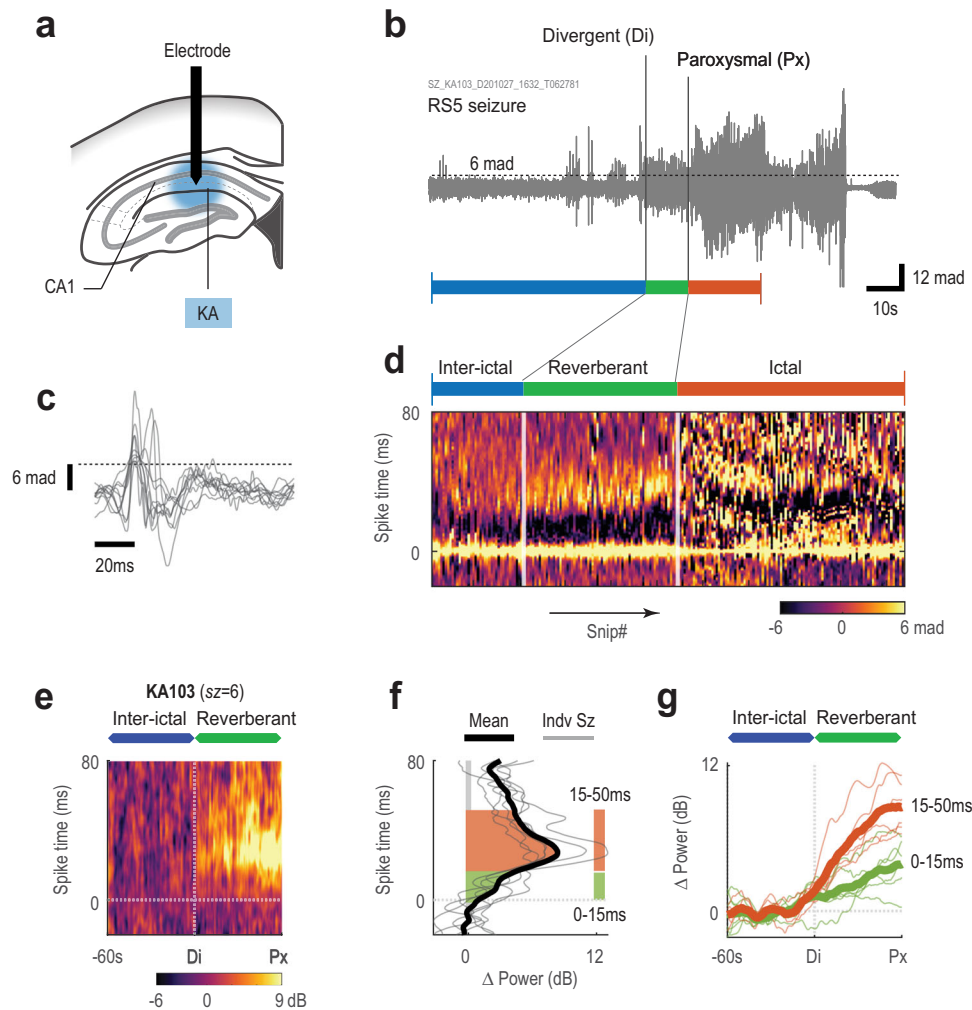 a
Electrode
CA1
KA
b
Divergent (Di)
Paroxysmal (Px)
SZ_KA103_D201027_1632_T062781
RS5 seizure
6 mad
12 mad
10s
c
6 mad
20ms
d
Inter-ictal Reverberant Ictal
80
Spike time (ms)
0
Snip#
-6 0 6 mad
e
KA103 (sz=6)
Inter-ictal Reverberant
80
Spike time (ms)
0
-60s Di Px
-6 0 9 dB
f
Mean Indv Sz
80
15-50ms
Spike time (ms)
0
0-15ms
0 12
Δ Power (dB)
g
Inter-ictal Reverberant
12
15-50ms
Δ Power (dB)
0-15ms
0
-60s Di Px